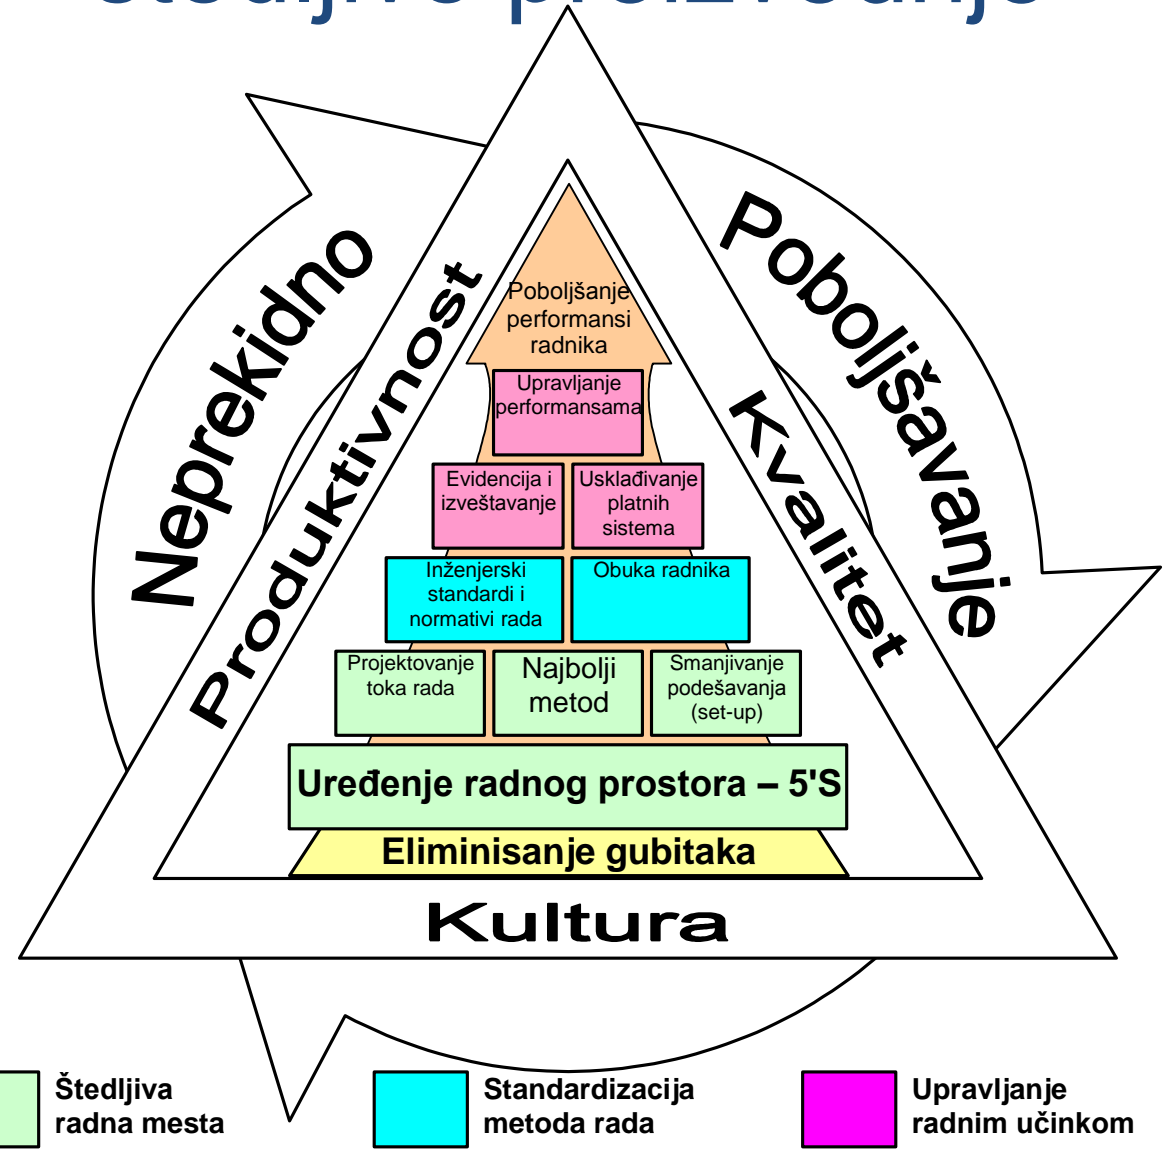 štedljive proizvodnje
Neprekidno
Poboljšavanje
Produktivnost
Kvalitet
Poboljšanje
performansi
radnika
Upravljanje
performansama
Evidencija i
izveštavanje
Usklađivanje
platnih
sistema
Inženjerski
standardi i
normativi rada
Obuka radnika
Projektovanje
toka rada
Najbolji
metod
Smanjivanje
podešavanja
(set-up)
Uređenje radnog prostora – 5'S
Eliminisanje gubitaka
Kultura
Štedljiva
radna mesta
Standardizacija
metoda rada
Upravljanje
radnim učinkom